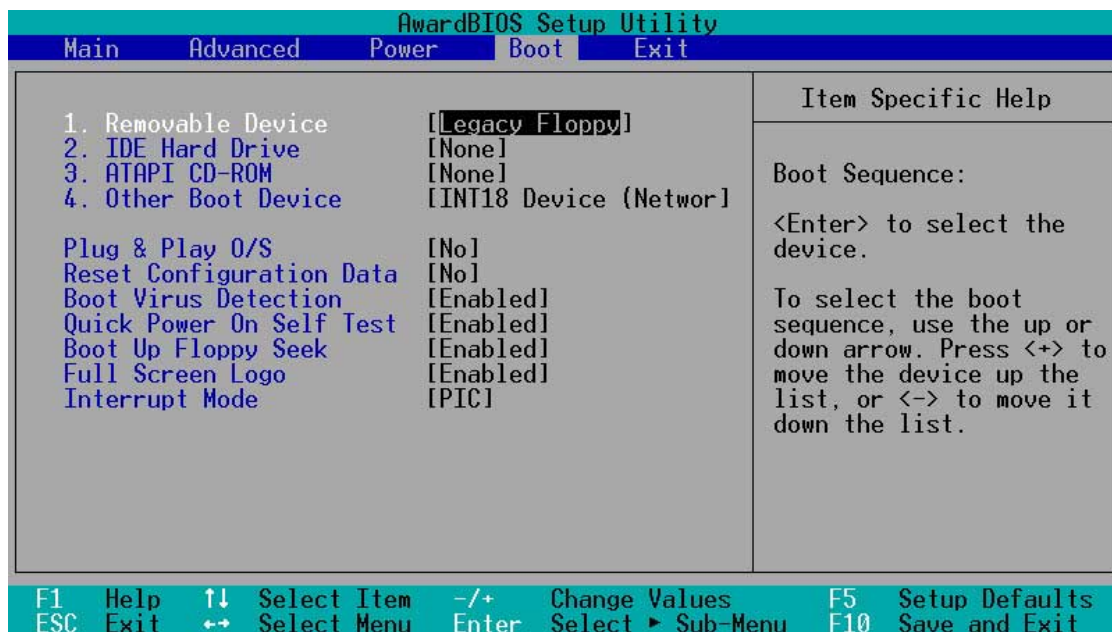 AwardBIOS Setup Utility
Main Advanced Power Boot Exit
1. Removable Device [Legacy Floppy]
2. IDE Hard Drive [None]
3. ATAPI CD-ROM [None]
4. Other Boot Device [INT18 Device (Networ]
Plug & Play O/S [No]
Reset Configuration Data [No]
Boot Virus Detection [Enabled]
Quick Power On Self Test [Enabled]
Boot Up Floppy Seek [Enabled]
Full Screen Logo [Enabled]
Interrupt Mode [PIC]
Item Specific Help
Boot Sequence:
<Enter> to select the
device.
To select the boot
sequence, use the up or
down arrow. Press <+> to
move the device up the
list, or <-> to move it
down the list.
F1 Help ↑↓ Select Item -/+ Change Values F5 Setup Defaults
ESC Exit ←→ Select Menu Enter Select ► Sub-Menu F10 Save and Exit